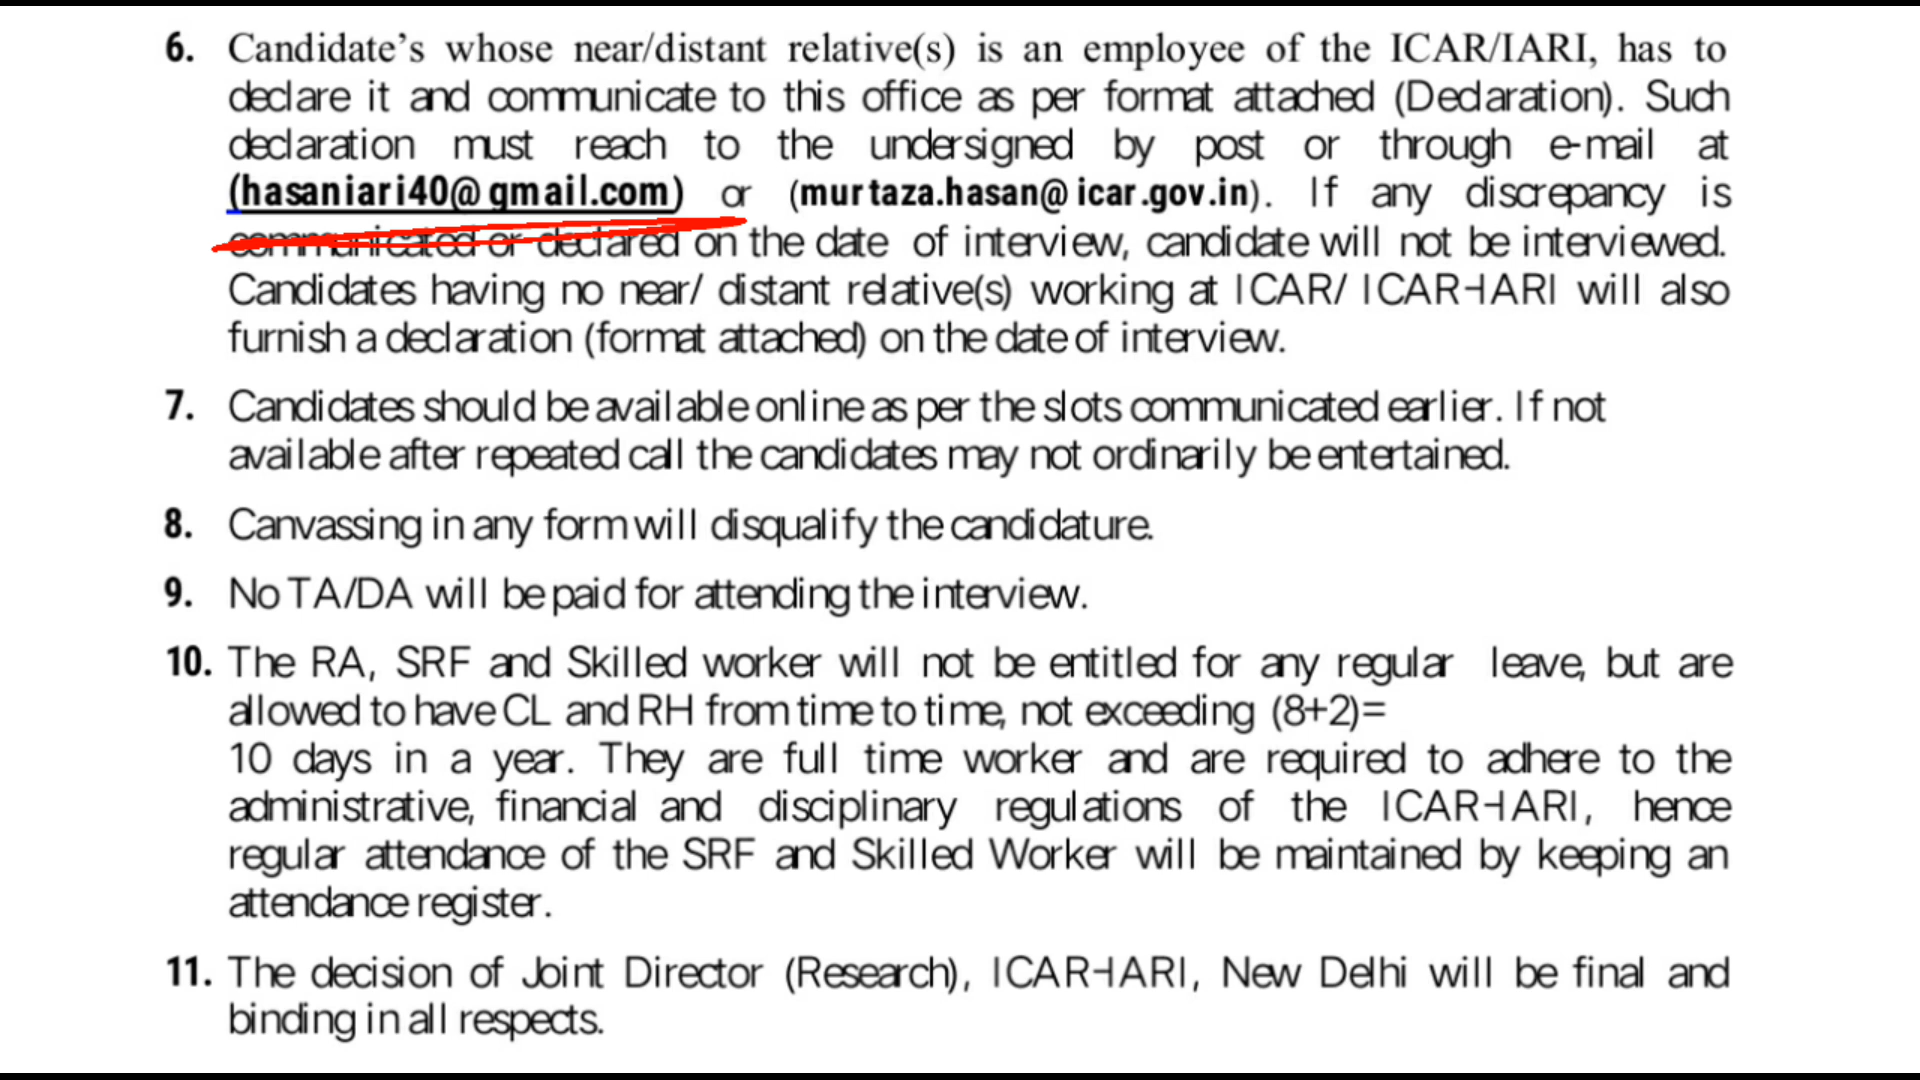 6. Candidate’s whose near/distant relative(s) is an employee of the ICAR/IARI, has to
declare it and communicate to this office as per format attached (Declaration). Such
declaration must reach to the undersigned by post or through e-mail at
(hasaniari40@gmail.com) or (murtaza.hasan@icar.gov.in). If any discrepancy is
communicated or declared on the date of interview, candidate will not be interviewed.
Candidates having no near/ distant relative(s) working at ICAR/ ICAR-IARI will also
furnish a declaration (format attached) on the date of interview.
7. Candidates should be available online as per the slots communicated earlier. If not
available after repeated call the candidates may not ordinarily be entertained.
8. Canvassing in any form will disqualify the candidature.
9. No TA/DA will be paid for attending the interview.
10. The RA, SRF and Skilled worker will not be entitled for any regular leave, but are
allowed to have CL and RH from time to time, not exceeding (8+2)=
10 days in a year. They are full time worker and are required to adhere to the
administrative, financial and disciplinary regulations of the ICAR-IARI, hence
regular attendance of the SRF and Skilled Worker will be maintained by keeping an
attendance register.
11. The decision of Joint Director (Research), ICAR-IARI, New Delhi will be final and
binding in all respects.